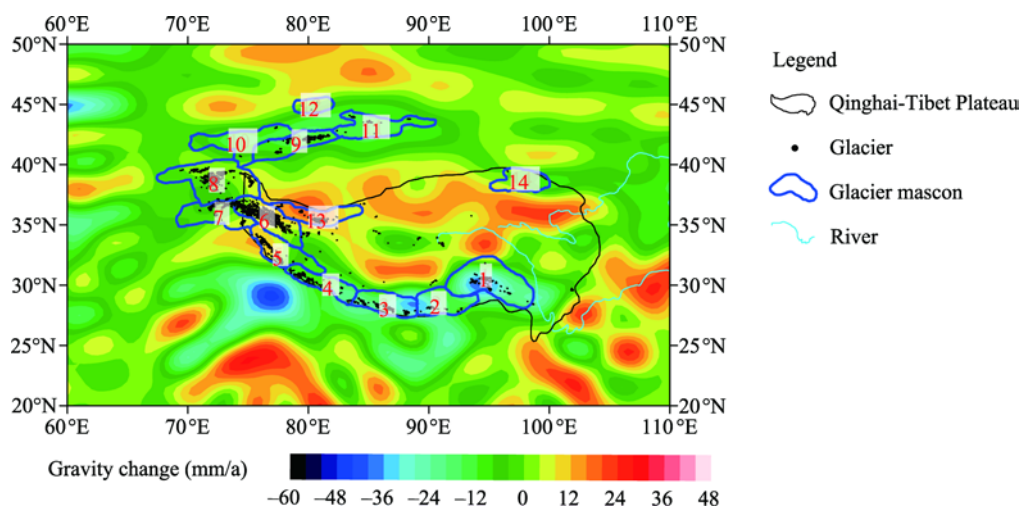 60°E 70°E 80°E 90°E 100°E 110°E
50°N 50°N
45°N 45°N
40°N 40°N
35°N 35°N
30°N 30°N
25°N 25°N
20°N 20°N
60°E 70°E 80°E 90°E 100°E 110°E
12
11
10 9
8 14
7 6 13
5
4 1
3 2
Legend
Qinghai-Tibet Plateau
Glacier
Glacier mascon
River
Gravity change (mm/a)
−60 −48 −36 −24 −12 0 12 24 36 48